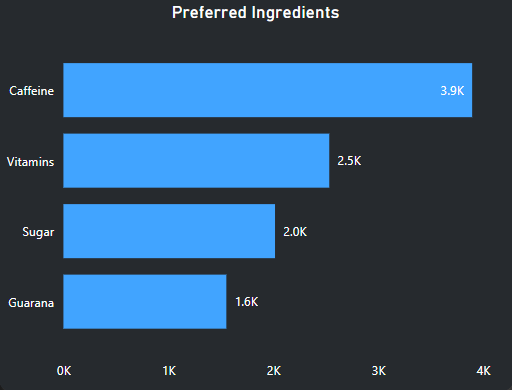 Preferred Ingredients
Caffeine 3.9K
Vitamins 2.5K
Sugar 2.0K
Guarana 1.6K
0K 1K 2K 3K 4K